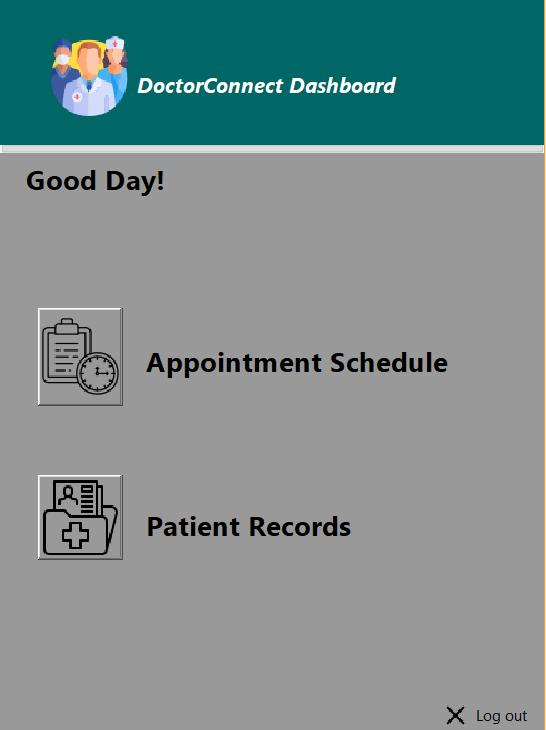 DoctorConnect Dashboard
Good Day!
Appointment Schedule
Patient Records
Log out